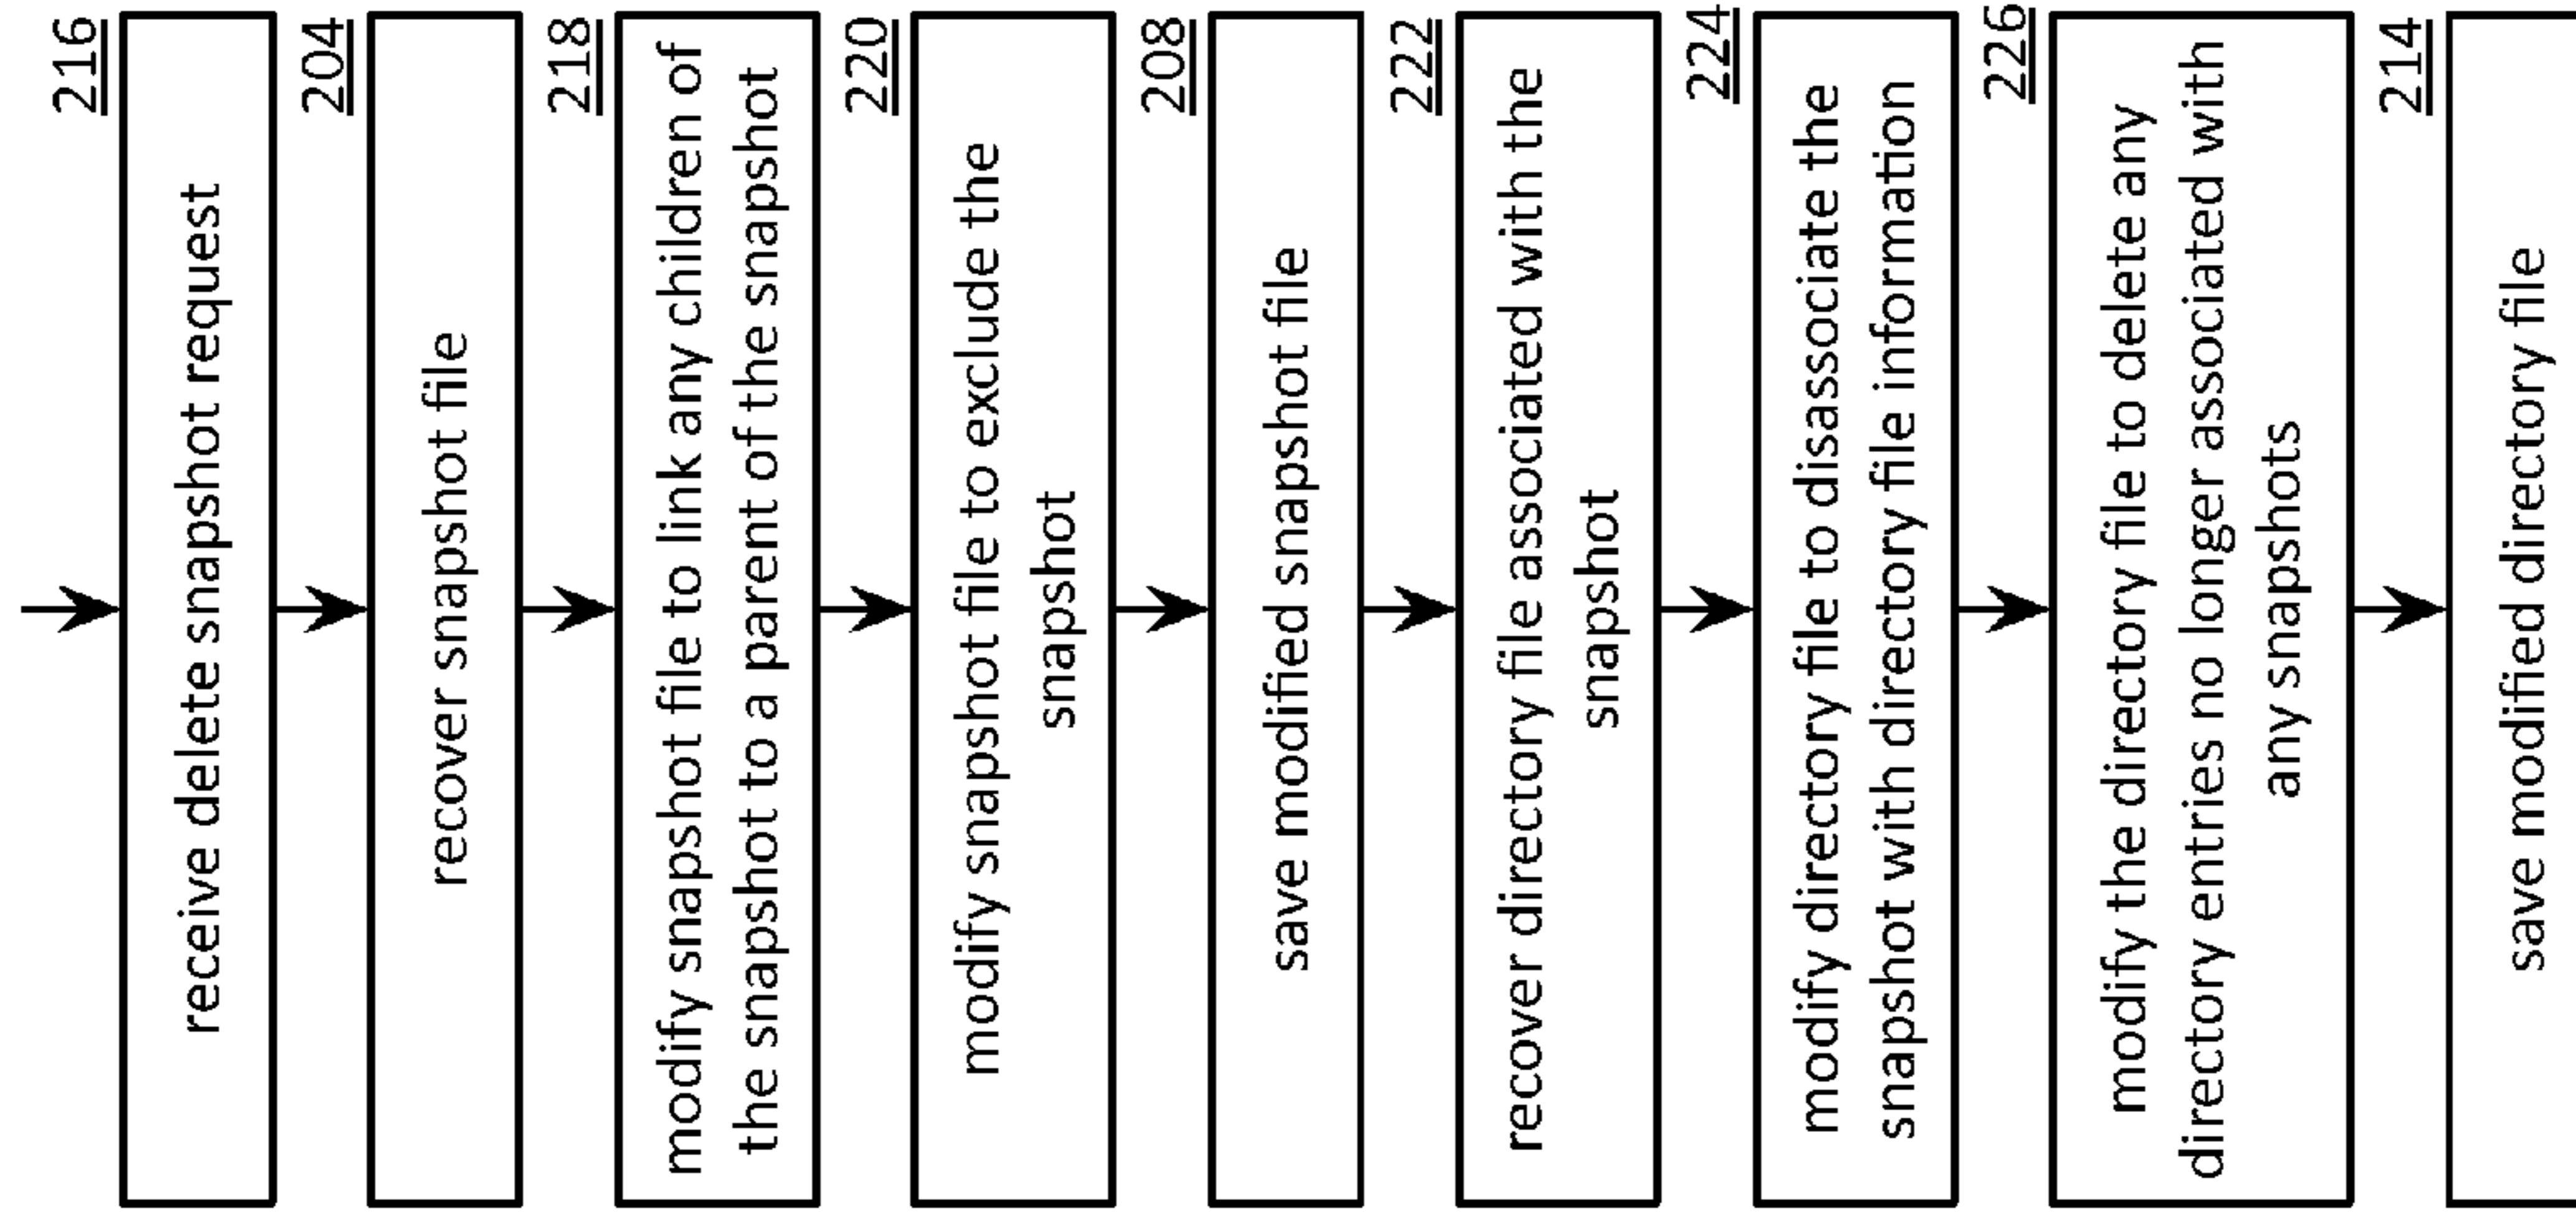 216
receive delete snapshot request
204
recover snapshot file
218
modify snapshot file to link any children of
the snapshot to a parent of the snapshot
220
modify snapshot file to exclude the
snapshot
208
save modified snapshot file
222
recover directory file associated with the
snapshot
224
modify directory file to disassociate the
snapshot with directory file information
226
modify the directory file to delete any
directory entries no longer associated with
any snapshots
214
save modified directory file